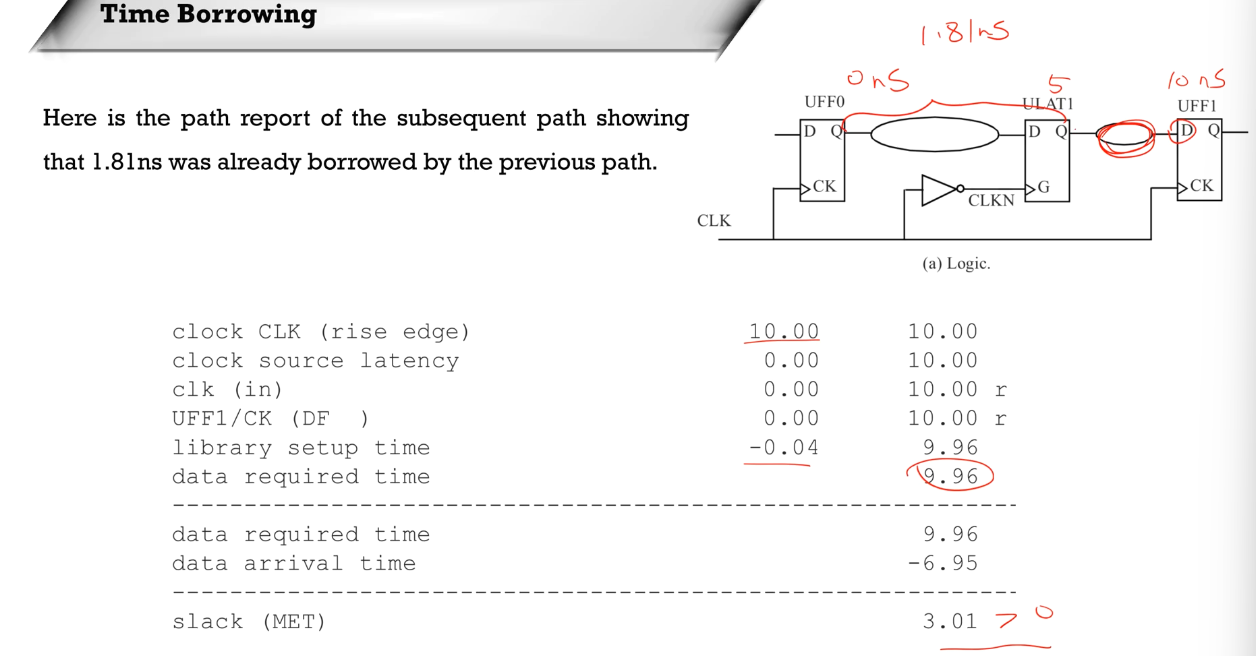 Time Borrowing
1.81nS
0nS
5
10 nS
UFF0
ULAT1
UFF1
Here is the path report of the subsequent path showing
that 1.81ns was already borrowed by the previous path.
D Q
D Q
D Q
CK
G
CK
CLKN
CLK
(a) Logic.
clock CLK (rise edge) 10.00 10.00
clock source latency 0.00 10.00
clk (in) 0.00 10.00 r
UFF1/CK (DF ) 0.00 10.00 r
library setup time -0.04 9.96
data required time 9.96
data required time 9.96
data arrival time -6.95
slack (MET) 3.01 > 0